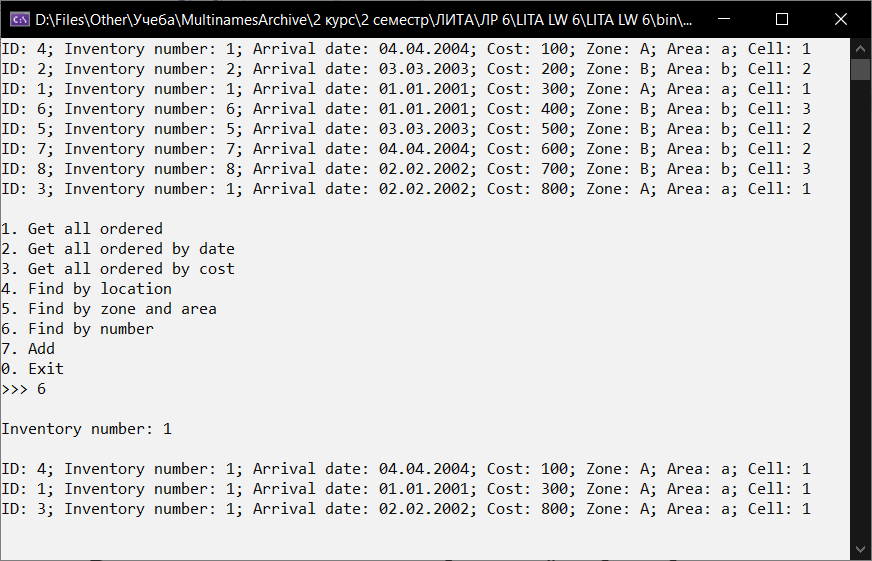 D:\Files\Other\Учеба\MultinamesArchive\2 курс\2 семестр\ЛИТА\ЛР 6\LITA LW 6\LITA LW 6\bin\...
ID: 4; Inventory number: 1; Arrival date: 04.04.2004; Cost: 100; Zone: A; Area: a; Cell: 1
ID: 2; Inventory number: 2; Arrival date: 03.03.2003; Cost: 200; Zone: B; Area: b; Cell: 2
ID: 1; Inventory number: 1; Arrival date: 01.01.2001; Cost: 300; Zone: A; Area: a; Cell: 1
ID: 6; Inventory number: 6; Arrival date: 01.01.2001; Cost: 400; Zone: B; Area: b; Cell: 3
ID: 5; Inventory number: 5; Arrival date: 03.03.2003; Cost: 500; Zone: B; Area: b; Cell: 2
ID: 7; Inventory number: 7; Arrival date: 04.04.2004; Cost: 600; Zone: B; Area: b; Cell: 2
ID: 8; Inventory number: 8; Arrival date: 02.02.2002; Cost: 700; Zone: B; Area: b; Cell: 3
ID: 3; Inventory number: 1; Arrival date: 02.02.2002; Cost: 800; Zone: A; Area: a; Cell: 1
1. Get all ordered
2. Get all ordered by date
3. Get all ordered by cost
4. Find by location
5. Find by zone and area
6. Find by number
7. Add
0. Exit
>>> 6
Inventory number: 1
ID: 4; Inventory number: 1; Arrival date: 04.04.2004; Cost: 100; Zone: A; Area: a; Cell: 1
ID: 1; Inventory number: 1; Arrival date: 01.01.2001; Cost: 300; Zone: A; Area: a; Cell: 1
ID: 3; Inventory number: 1; Arrival date: 02.02.2002; Cost: 800; Zone: A; Area: a; Cell: 1